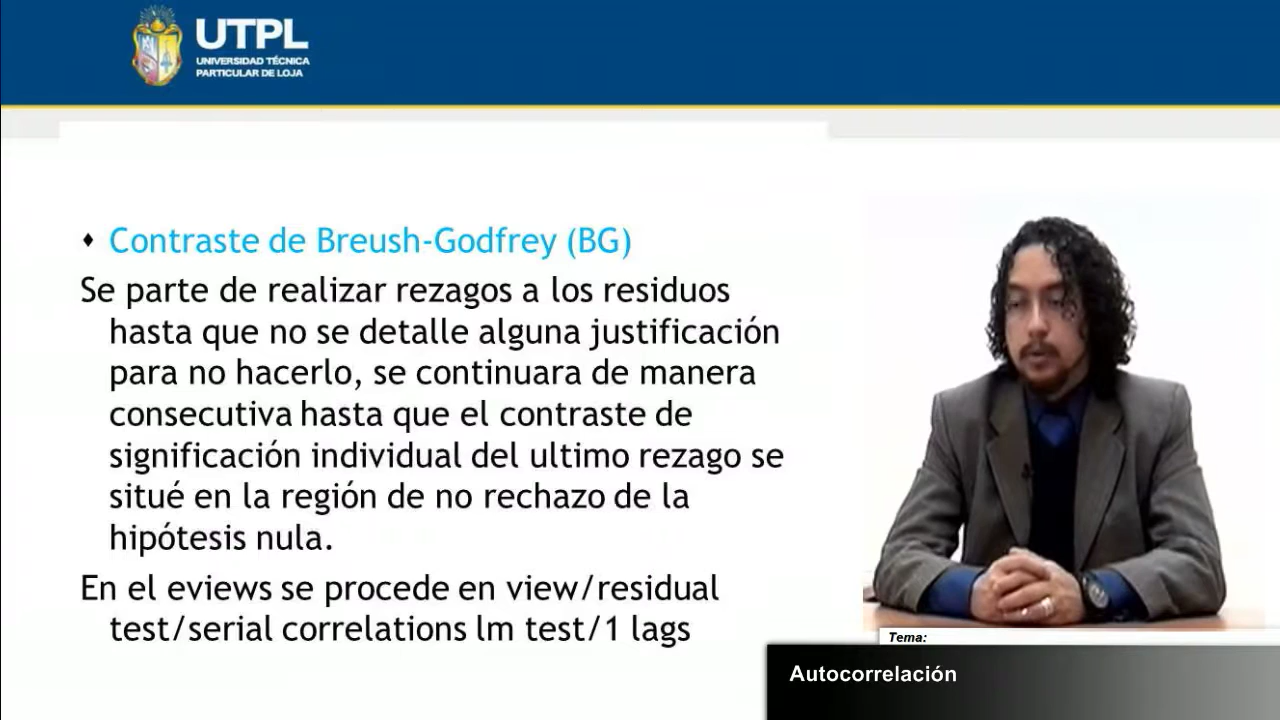 UTPL
UNIVERSIDAD TÉCNICA
PARTICULAR DE LOJA
Contraste de Breush-Godfrey (BG)
Se parte de realizar rezagos a los residuos
hasta que no se detalle alguna justificación
para no hacerlo, se continuara de manera
consecutiva hasta que el contraste de
significación individual del ultimo rezago se
situé en la región de no rechazo de la
hipótesis nula.
En el eviews se procede en view/residual
test/serial correlations lm test/1 lags
Tema:
Autocorrelación